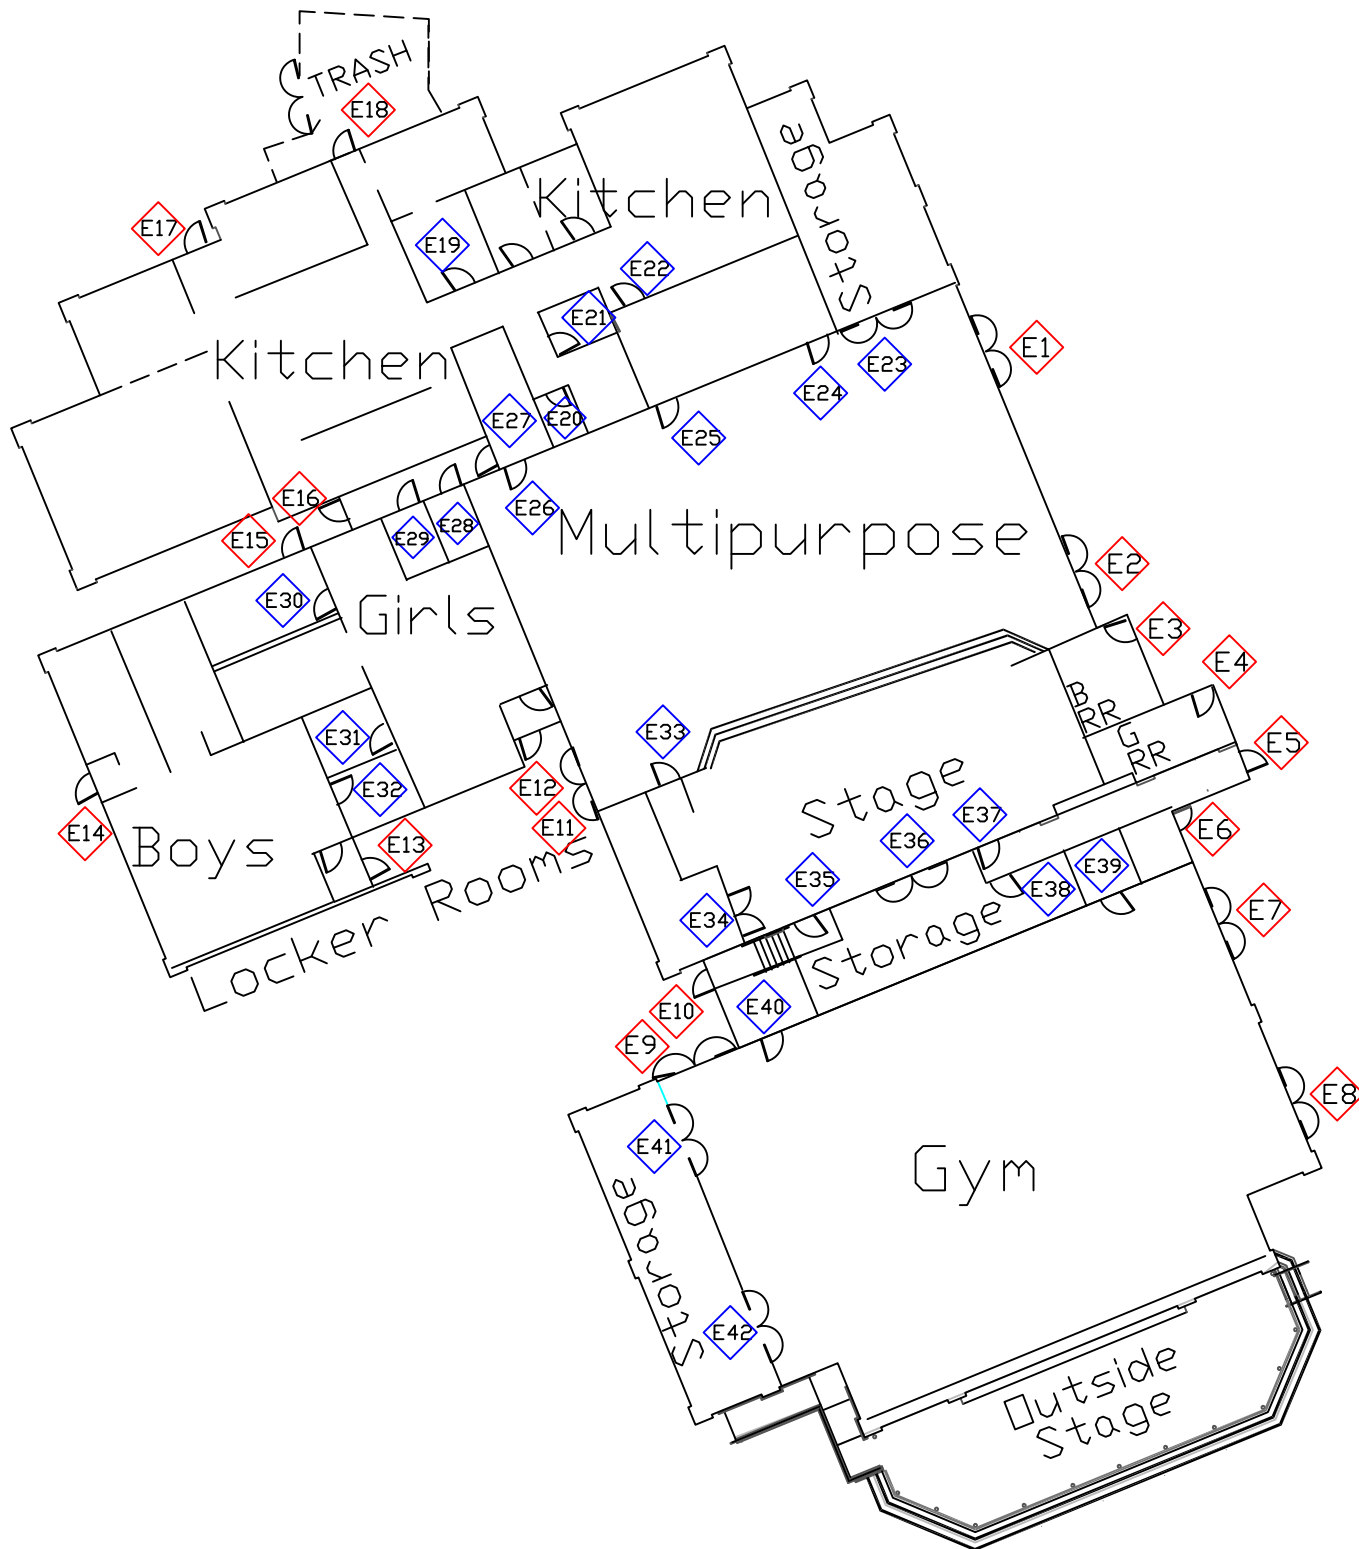 TRASH
E18
E17
Kitchen
Storage
E19
E22
E21
E1
Kitchen
E23
E24
E27
E20
E25
E16
E15
E29
E28
E26
Multipurpose
E2
E30
Girls
E3
E4
B
RR
G
RR
E31
E33
E5
E32
E12
Stage
E14
Boys
E13
E11
E37
E6
E36
E35
E38
E39
Locker Rooms
E34
Storage
E7
E10
E40
E9
E8
E41
Gym
Storage
E42
Outside
Stage